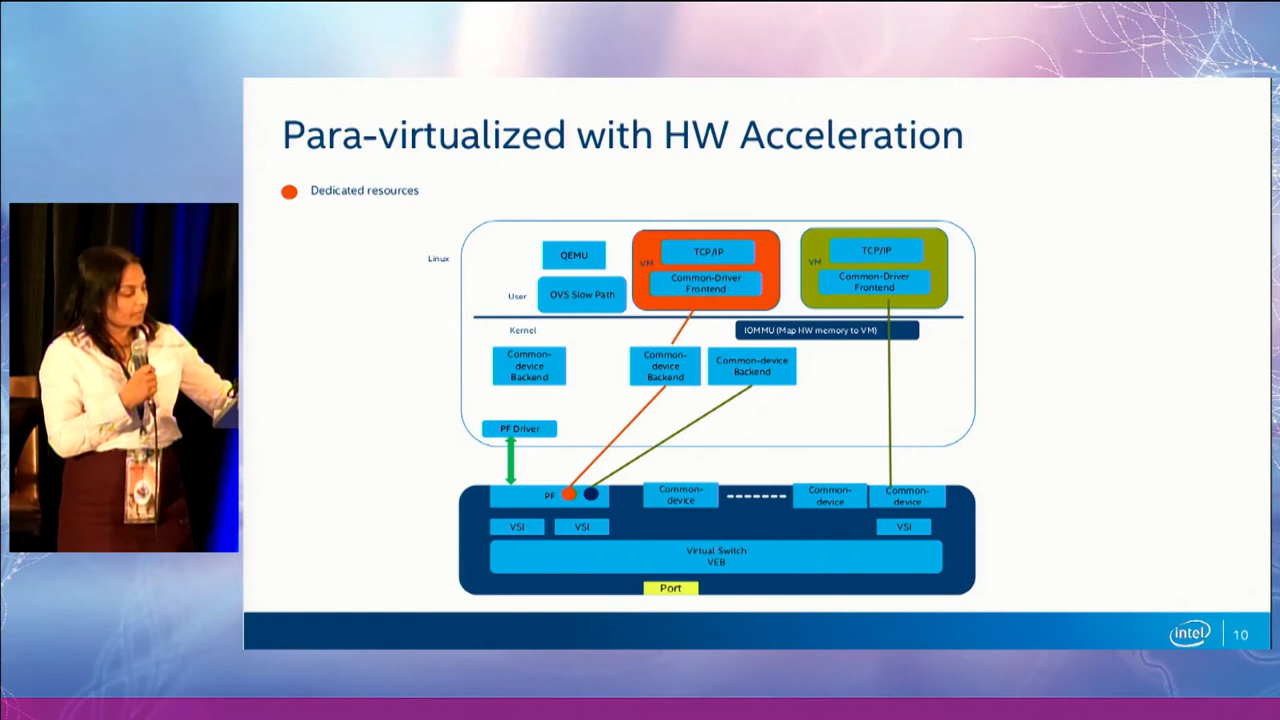 Para-virtualized with HW Acceleration
Dedicated resources
Linux
QEMU
OVS Slow Path
User
VM
TCP/IP
Common-Driver
Frontend
VM
TCP/IP
Common-Driver
Frontend
Kernel
IOMMU (Map HW memory to VM)
Common-
device
Backend
Common-
device
Backend
Common-device
Backend
PF Driver
PF
Common-
device
Common-
device
Common-
device
VSI
VSI
VSI
Virtual Switch
VEB
Port
intel
10